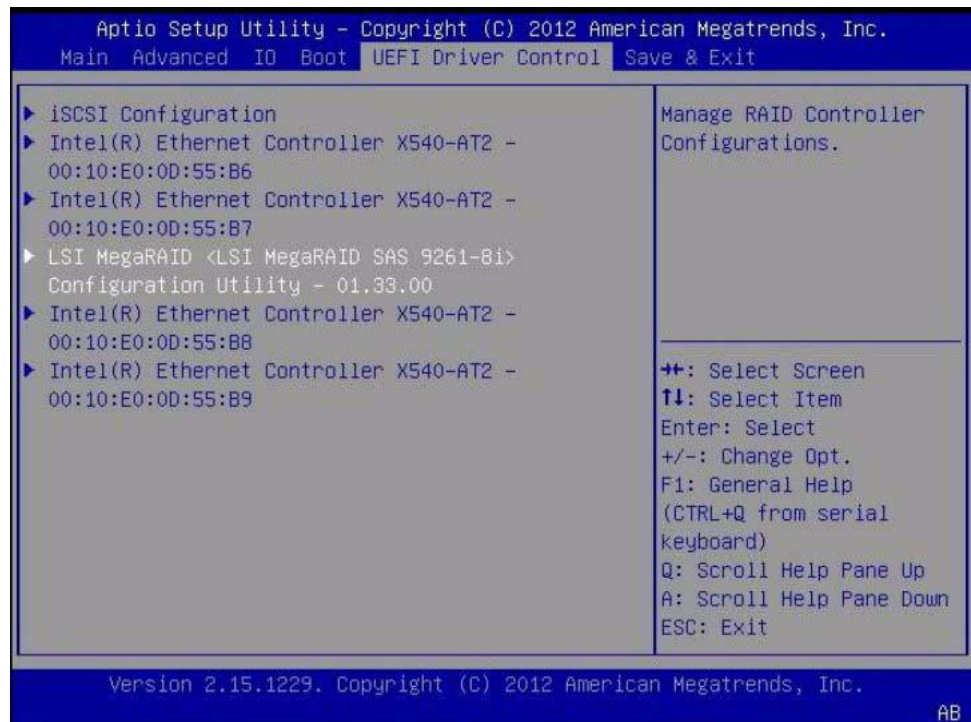 Aptio Setup Utility – Copyright (C) 2012 American Megatrends, Inc.
Main Advanced IO Boot UEFI Driver Control Save & Exit
▶ iSCSI Configuration
▶ Intel(R) Ethernet Controller X540-AT2 –
00:10:E0:0D:55:B6
▶ Intel(R) Ethernet Controller X540-AT2 –
00:10:E0:0D:55:B7
▶ LSI MegaRAID <LSI MegaRAID SAS 9261-8i>
Configuration Utility – 01.33.00
▶ Intel(R) Ethernet Controller X540-AT2 –
00:10:E0:0D:55:B8
▶ Intel(R) Ethernet Controller X540-AT2 –
00:10:E0:0D:55:B9
Manage RAID Controller
Configurations.
→←: Select Screen
↑↓: Select Item
Enter: Select
+/-: Change Opt.
F1: General Help
(CTRL+Q from serial
keyboard)
Q: Scroll Help Pane Up
A: Scroll Help Pane Down
ESC: Exit
Version 2.15.1229. Copyright (C) 2012 American Megatrends, Inc.
AB